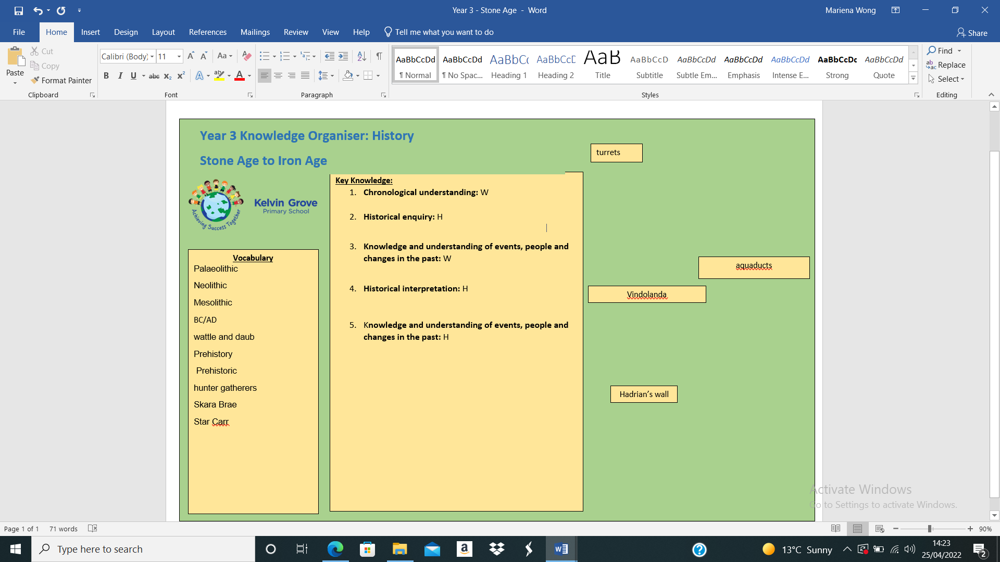 Year 3 - Stone Age - Word
Mariena Wong
File Home Insert Design Layout References Mailings Review View Help Tell me what you want to do
Share
Paste
Cut
Copy
Format Painter
Clipboard
Calibri (Body) 11
Aa
B I U abc x₂ x²
A
Font
Paragraph
AaBbCcDd AaBbCcDd AaBbCc AaBbCcD AaB AaBbCcD AaBbCcDd AaBbCcDd AaBbCcDd AaBbCcDc AaBbCcDd
¶ Normal ¶ No Spac... Heading 1 Heading 2 Title Subtitle Subtle Em... Emphasis Intense E... Strong Quote
Styles
Find
Replace
Select
Editing
Year 3 Knowledge Organiser: History
Stone Age to Iron Age
Achieving Success Together
Kelvin Grove
Primary School
Vocabulary
Palaeolithic
Neolithic
Mesolithic
BC/AD
wattle and daub
Prehistory
Prehistoric
hunter gatherers
Skara Brae
Star Carr
Key Knowledge:
1. Chronological understanding: W
2. Historical enquiry: H
3. Knowledge and understanding of events, people and
changes in the past: W
4. Historical interpretation: H
5. Knowledge and understanding of events, people and
changes in the past: H
turrets
aquaducts
Vindolanda
Hadrian’s wall
Activate Windows
Go to Settings to activate Windows.
Page 1 of 1 71 words
90%
Type here to search
13°C Sunny
14:23
25/04/2022
2